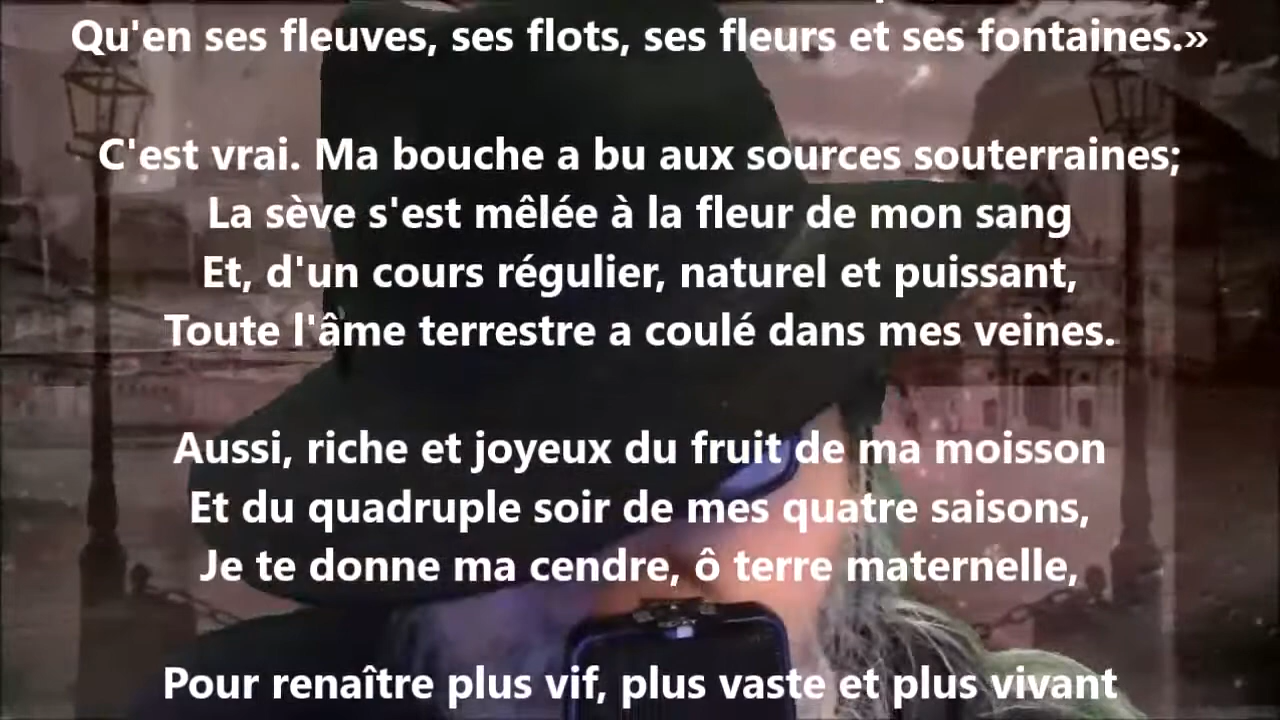 Qu'en ses fleuves, ses flots, ses fleurs et ses fontaines.»
C'est vrai. Ma bouche a bu aux sources souterraines;
La sève s'est mêlée à la fleur de mon sang
Et, d'un cours régulier, naturel et puissant,
Toute l'âme terrestre a coulé dans mes veines.
Aussi, riche et joyeux du fruit de ma moisson
Et du quadruple soir de mes quatre saisons,
Je te donne ma cendre, ô terre maternelle,
Pour renaître plus vif, plus vaste et plus vivant